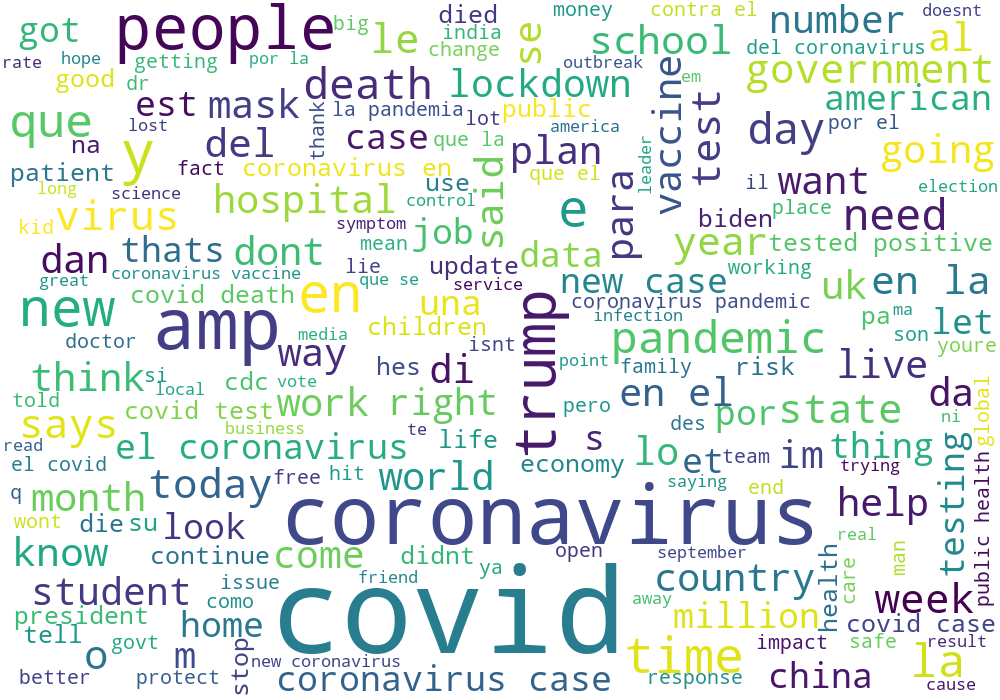 got
people
big
le
died
money
contra el
number
doesnt
rate
hope
getting
por la
india
change
se
school
del coronavirus
al
good
dr
death
lockdown
outbreak
em
vaccine
government
est
mask
la pandemia
lot
public
american
que
lost
thank
america
test
na
y
del
case
que la
plan
day
por el
going
patient
fact
coronavirus en
que el
leader
long
science
use
control
said
para
il
want
election
kid
virus
hospital
symptom
e
biden
place
need
thats
dont
mean
job
data
year
tested positive
dan
great
coronavirus vaccine
lie
que se
update
service
new case
working
uk
en la
new
covid death
en
una
trump
coronavirus pandemic
infection
pa
ma
son
let
amp
media
children
pandemic
youre
doctor
way
hes
isnt
di
point
family
risk
live
think
si
local
cdc
vote
work right
en el
da
global
told
covid test
business
pero
por
state
ni
says
te
des
read
el coronavirus
life
s
lo
et
team
im
thing
el covid
q
free
hit
world
economy
saying
trying
testing
month
today
end
help
wont
die
su
look
coronavirus
real
know
continue
come
didnt
open
september
public health
student
issue
friend
ya
covid
country
health
care
man
week
president
como
home
away
million
covid case
tell
govt
o
m
stop
new coronavirus
time
impact
safe
result
better
protect
coronavirus case
response
china
la
cause